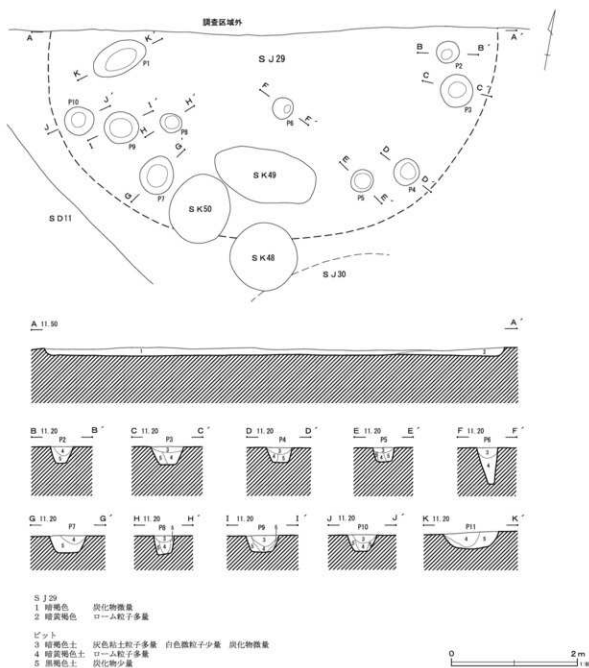 調査区域外
A A´
SJ29
K K´ P1
B P2 B´
C P3 C´
F P6 F´
P10 J J´
I P9 I´
H P8 H´
G P7 G´
SK49
SK50
E P5 E´
D P4 D´
SD11
SK48
SJ30
A 11.50 A´
1 2
B 11.20 B´ C 11.20 C´ D 11.20 D´ E 11.20 E´ F 11.20 F´
P2 P3 P4 P5 P6
G 11.20 G´ H 11.20 H´ I 11.20 I´ J 11.20 J´ K 11.20 K´
P7 P8 P9 P10 P11
SJ29
1 暗褐色 炭化物微量
2 暗黄褐色 ローム粒子多量
ピット
3 暗褐色土 灰色粘土粒子多量 白色微粒子少量 炭化物微量
4 暗黄褐色土 ローム粒子多量
5 黒褐色土 炭化物少量
0 2m